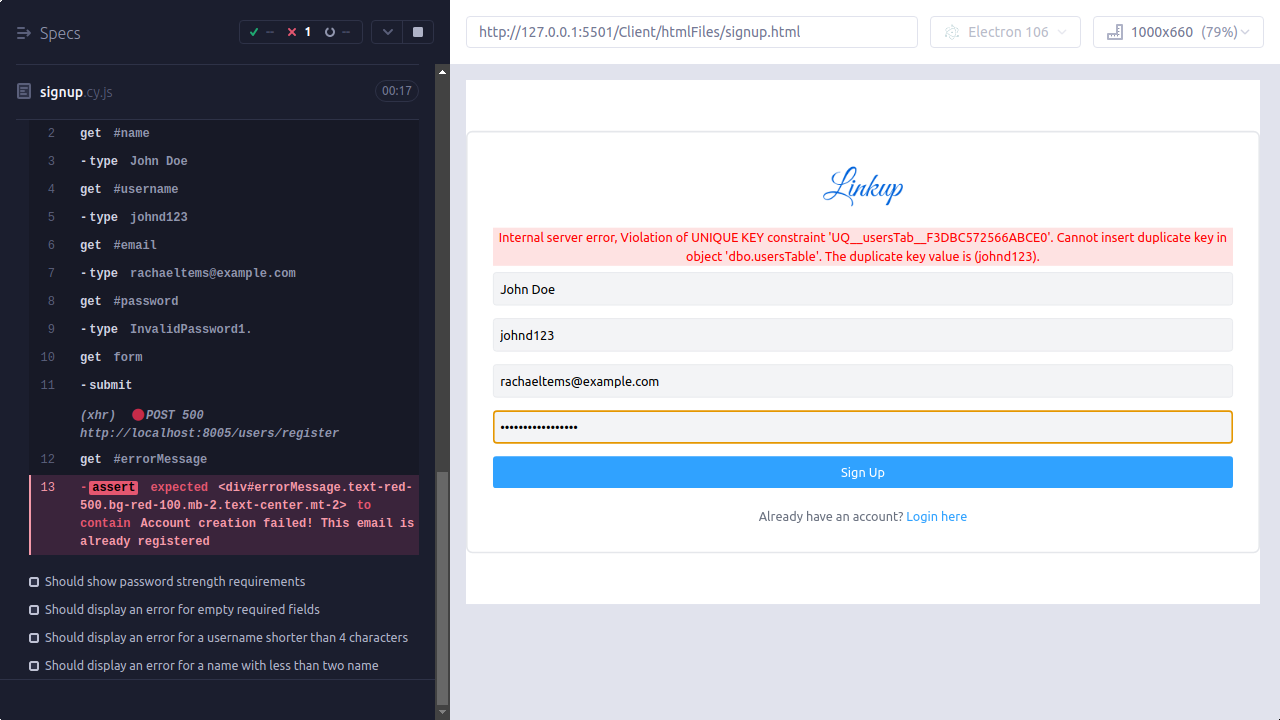 Specs
-- 1 --
signup.cy.js
00:17
2 get #name
3 -type John Doe
4 get #username
5 -type johnd123
6 get #email
7 -type rachaeltems@example.com
8 get #password
9 -type InvalidPassword1.
10 get form
11 -submit
(xhr) POST 500
http://localhost:8005/users/register
12 get #errorMessage
13 -assert expected <div#errorMessage.text-red-
500.bg-red-100.mb-2.text-center.mt-2> to
contain Account creation failed! This email is
already registered
Should show password strength requirements
Should display an error for empty required fields
Should display an error for a username shorter than 4 characters
Should display an error for a name with less than two name
http://127.0.0.1:5501/Client/htmlFiles/signup.html
Electron 106
1000x660 (79%)
Linkup
Internal server error, Violation of UNIQUE KEY constraint 'UQ__usersTab__F3DBC572566ABCE0'. Cannot insert duplicate key in
object 'dbo.usersTable'. The duplicate key value is (johnd123).
John Doe
johnd123
rachaeltems@example.com
•••••••••••••••••
Sign Up
Already have an account? Login here